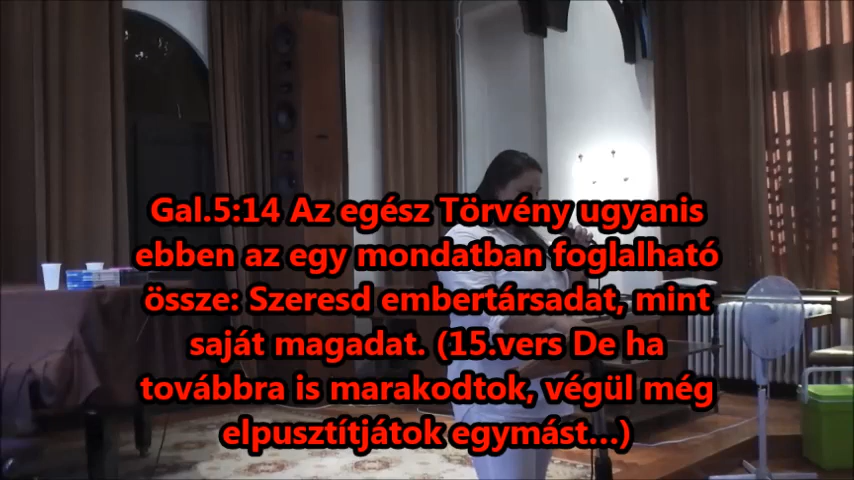 Gal.5:14 Az egész Törvény ugyanis
ebben az egy mondatban foglalható
össze: Szeresd embertársadat, mint
saját magadat. (15.vers De ha
továbbra is marakodtok, végül még
elpusztítjátok egymást...)